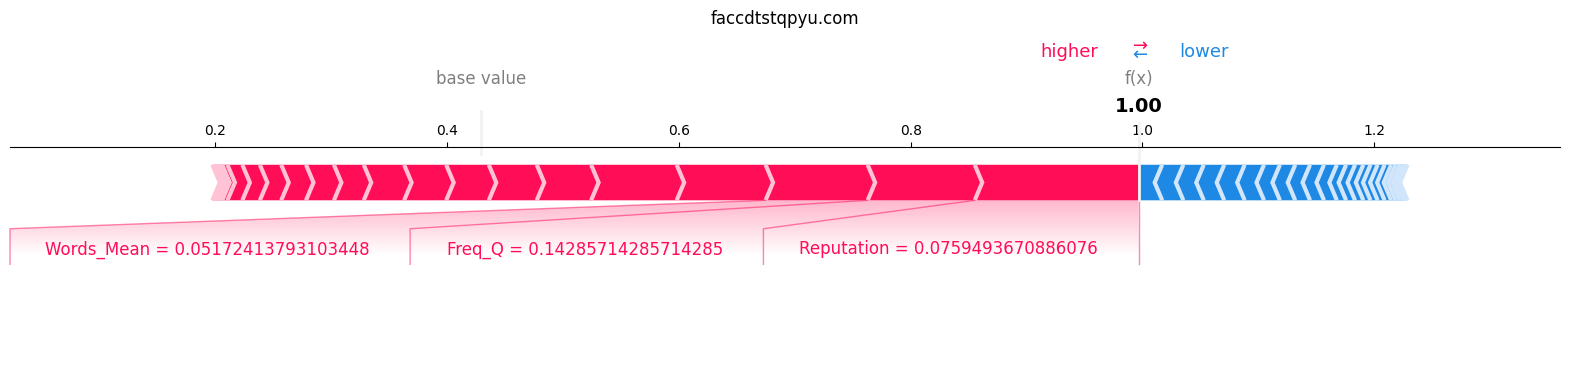 faccdtstqpyu.com
higher → ← lower
base value f(x)
1.00
0.2 0.4 0.6 0.8 1.0 1.2
Words_Mean = 0.05172413793103448 Freq_Q = 0.14285714285714285 Reputation = 0.0759493670886076